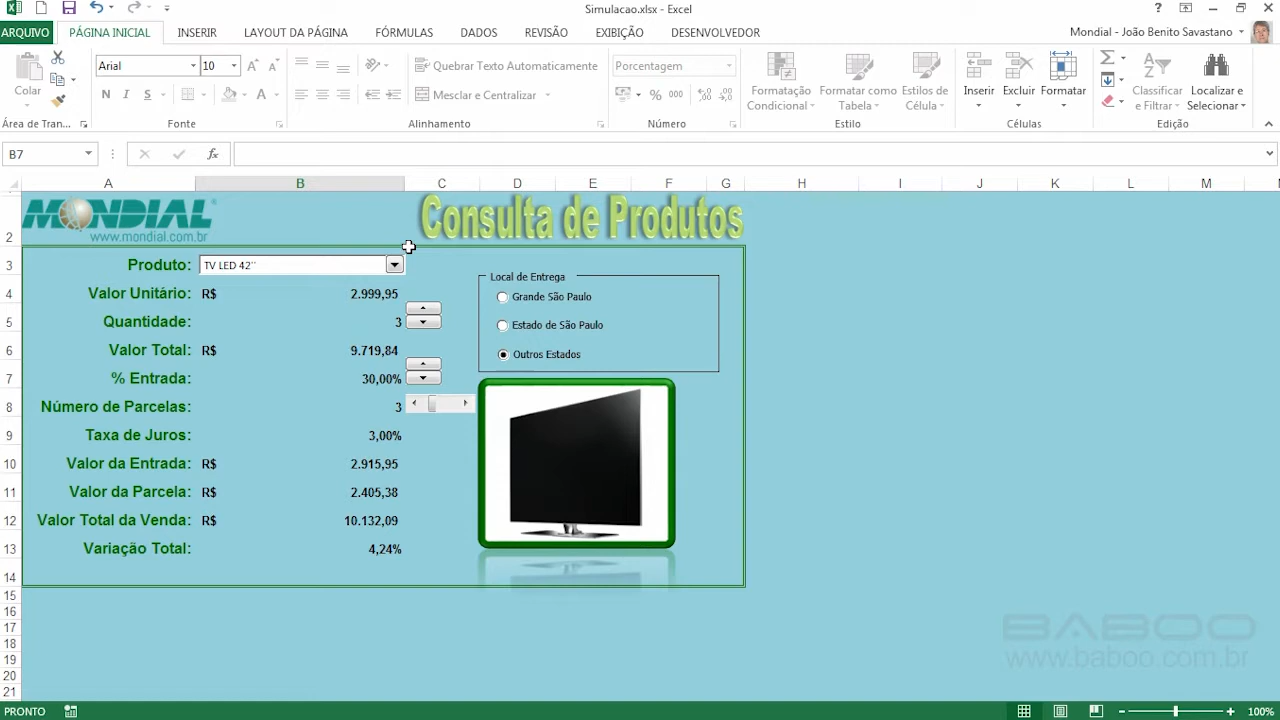 Simulacao.xlsx - Excel
?
ARQUIVO PÁGINA INICIAL INSERIR LAYOUT DA PÁGINA FÓRMULAS DADOS REVISÃO EXIBIÇÃO DESENVOLVEDOR Mondial - João Benito Savastano
Colar
Área de Tran...
Arial 10
N I S
Fonte
Quebrar Texto Automaticamente
Mesclar e Centralizar
Alinhamento
Porcentagem
% 000
Número
Formatação Condicional
Formatar como Tabela
Estilos de Célula
Estilo
Inserir
Excluir
Formatar
Células
Classificar e Filtrar
Localizar e Selecionar
Edição
B7 fx
A B C D E F G H I J K L M
MONDIAL
www.mondial.com.br
Consulta de Produtos
2
3 Produto: TV LED 42''
4 Valor Unitário: R$ 2.999,95
5 Quantidade: 3
6 Valor Total: R$ 9.719,84
7 % Entrada: 30,00%
8 Número de Parcelas: 3
9 Taxa de Juros: 3,00%
10 Valor da Entrada: R$ 2.915,95
11 Valor da Parcela: R$ 2.405,38
12 Valor Total da Venda: R$ 10.132,09
13 Variação Total: 4,24%
14
15
16
17
18
19
20
21
Local de Entrega
Grande São Paulo
Estado de São Paulo
Outros Estados
BABOO
www.baboo.com.br
PRONTO
100%